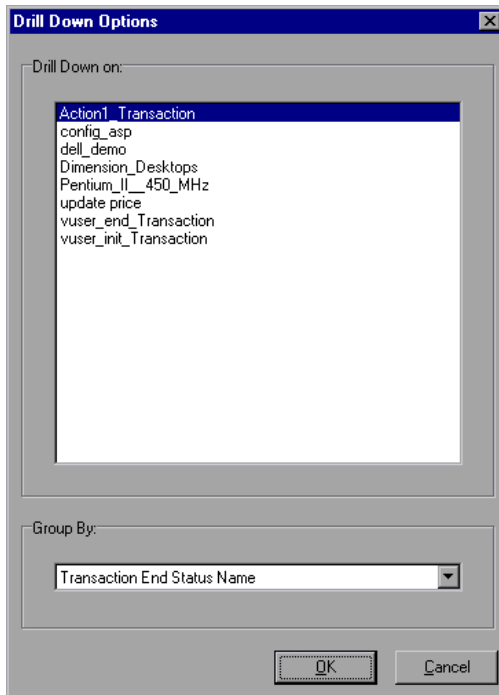 Drill Down Options
Drill Down on:
Action1_Transaction
config_asp
dell_demo
Dimension_Desktops
Pentium_II__450_MHz
update price
vuser_end_Transaction
vuser_init_Transaction
Group By:
Transaction End Status Name
OK
Cancel